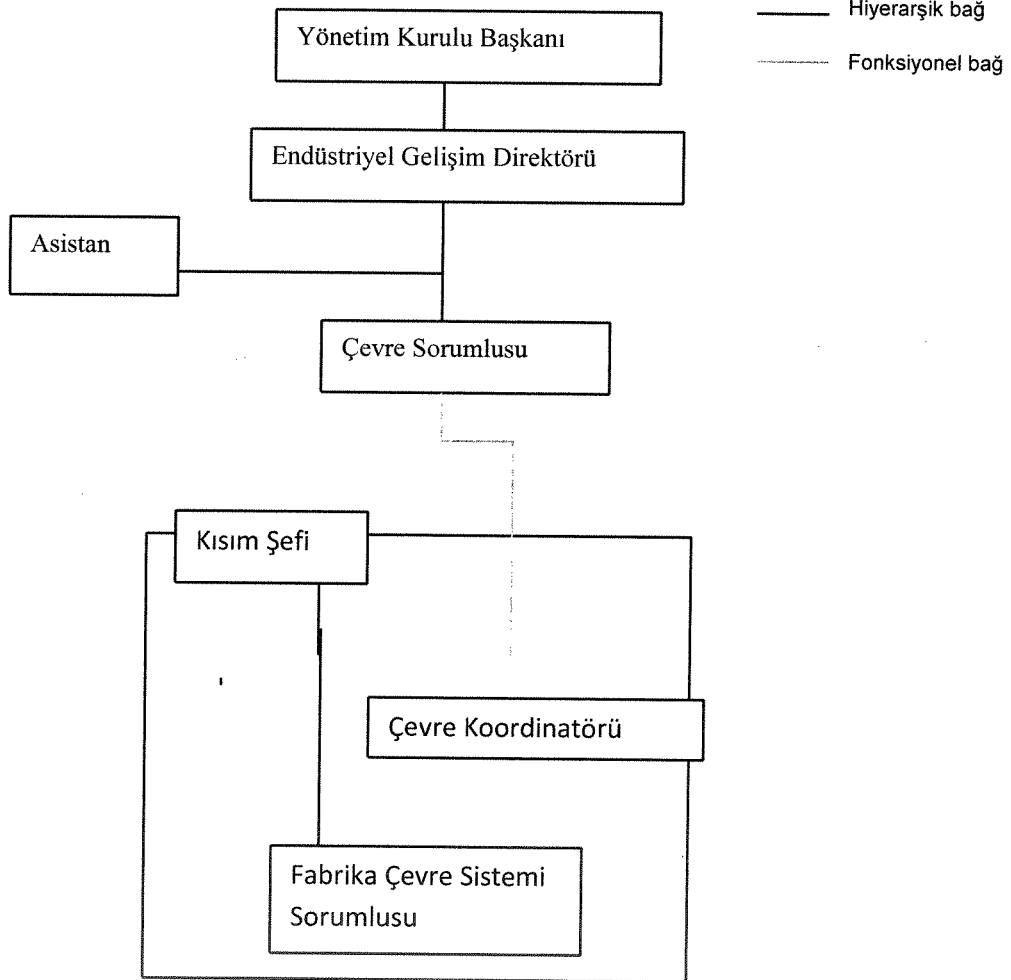 Yönetim Kurulu Başkanı
Hiyerarşik bağ
Fonksiyonel bağ
Endüstriyel Gelişim Direktörü
Asistan
Çevre Sorumlusu
Kısım Şefi
Çevre Koordinatörü
Fabrika Çevre Sistemi
Sorumlusu